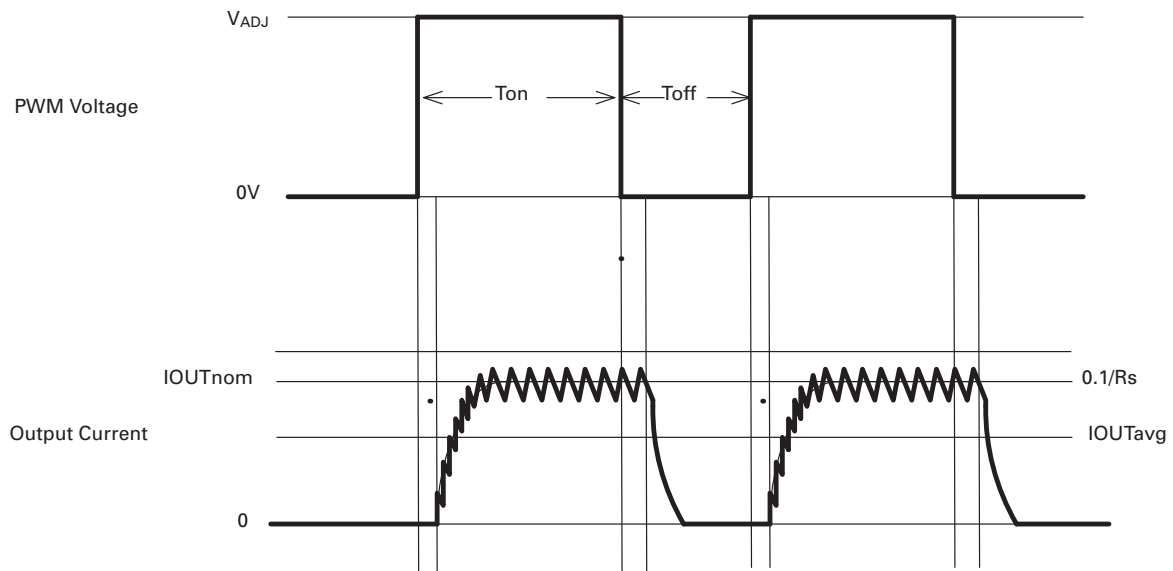 VADJ
Ton
Toff
PWM Voltage
0V
IOUTnom
0.1/Rs
Output Current
IOUTavg
0